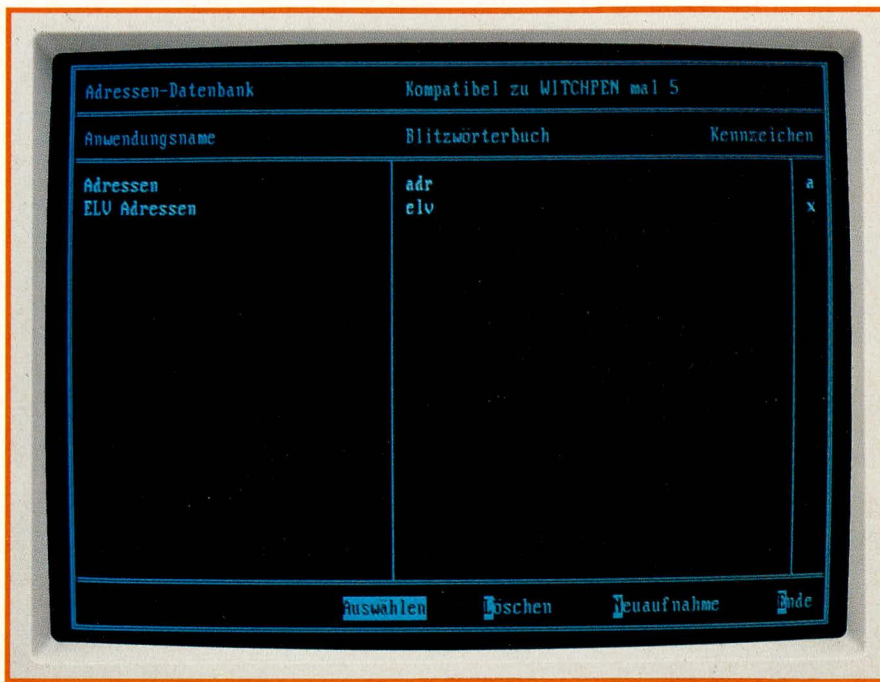 Adressen-Datenbank Kompatibel zu WITCHPEN mal 5
Anwendungsname Blitzwörterbuch Kennzeichen
Adressen adr a
ELV Adressen elv x
Auswählen Löschen Neuaufnahme Ende